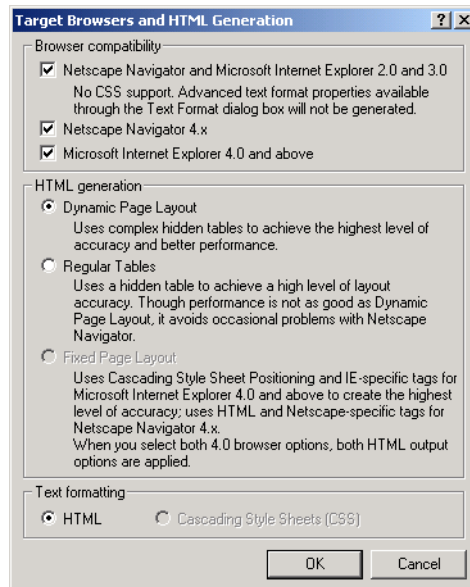 Target Browsers and HTML Generation
Browser compatibility
Netscape Navigator and Microsoft Internet Explorer 2.0 and 3.0
No CSS support. Advanced text format properties available
through the Text Format dialog box will not be generated.
Netscape Navigator 4.x
Microsoft Internet Explorer 4.0 and above
HTML generation
Dynamic Page Layout
Uses complex hidden tables to achieve the highest level of
accuracy and better performance.
Regular Tables
Uses a hidden table to achieve a high level of layout
accuracy. Though performance is not as good as Dynamic
Page Layout, it avoids occasional problems with Netscape
Navigator.
Fixed Page Layout
Uses Cascading Style Sheet Positioning and IE-specific tags for
Microsoft Internet Explorer 4.0 and above to create the highest
level of accuracy; uses HTML and Netscape-specific tags for
Netscape Navigator 4.x.
When you select both 4.0 browser options, both HTML output
options are applied.
Text formatting
HTML Cascading Style Sheets (CSS)
OK Cancel